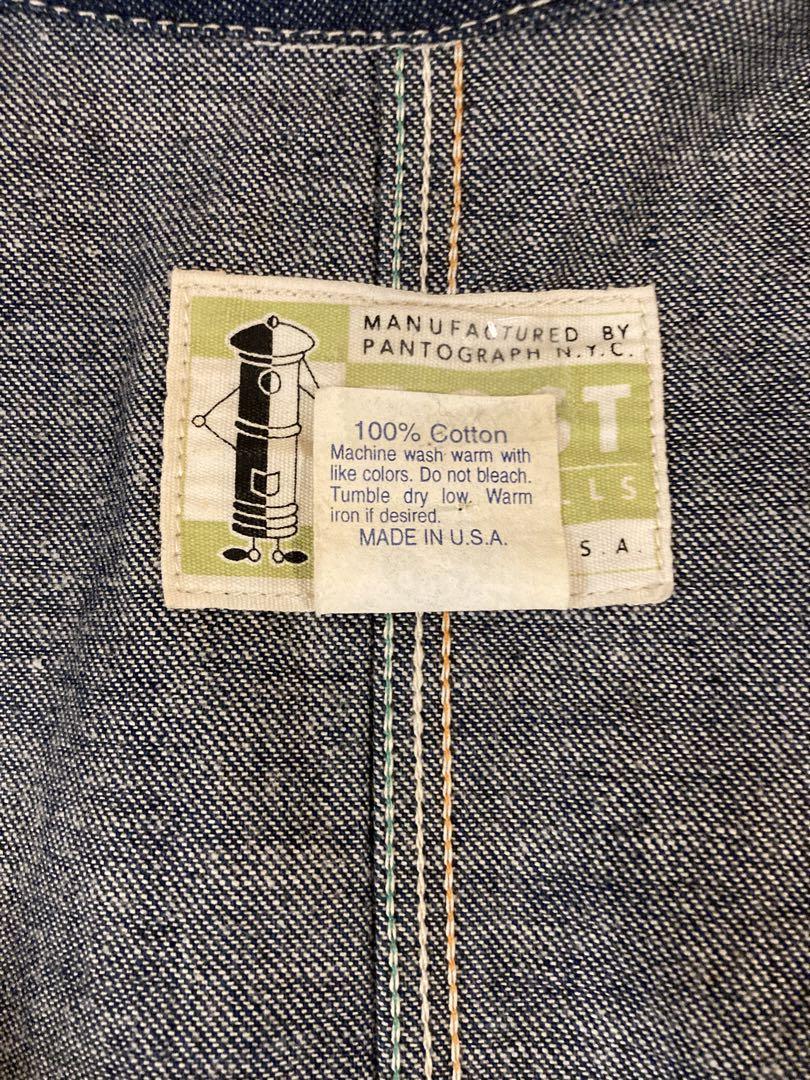 MANUFACTURED BY
PANTOGRAPH N.Y.C.
100% Cotton
Machine wash warm with
like colors. Do not bleach.
Tumble dry low. Warm
iron if desired.
MADE IN U.S.A.
S.A.